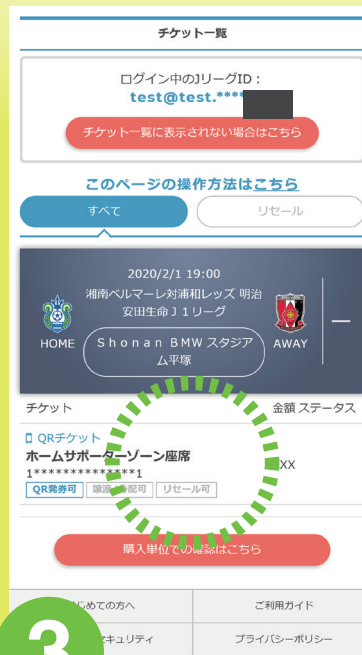 チケット一覧
ログイン中のJリーグID：
test@test.****
チケット一覧に表示されない場合はこちら
このページの操作方法はこちら
すべて
リセール
2020/2/1 19:00
湘南ベルマーレ対浦和レッズ 明治
安田生命Ｊ１リーグ
HOME
Ｓｈｏｎａｎ ＢＭＷ スタジア
ム平塚
AWAY
チケット
金額 ステータス
QRチケット
ホームサポーターゾーン座席
1**************1
XX
QR発券可
リセール可
購入単位での確認はこちら
めての方へ
ご利用ガイド
キュリティ
プライバシーポリシー
3